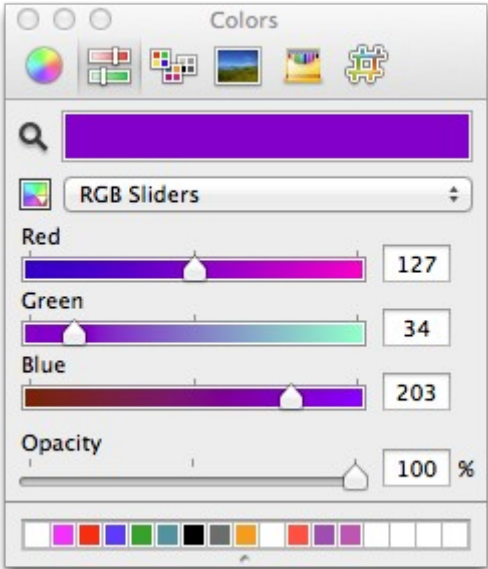 Colors
RGB Sliders
Red
127
Green
34
Blue
203
Opacity
100 %